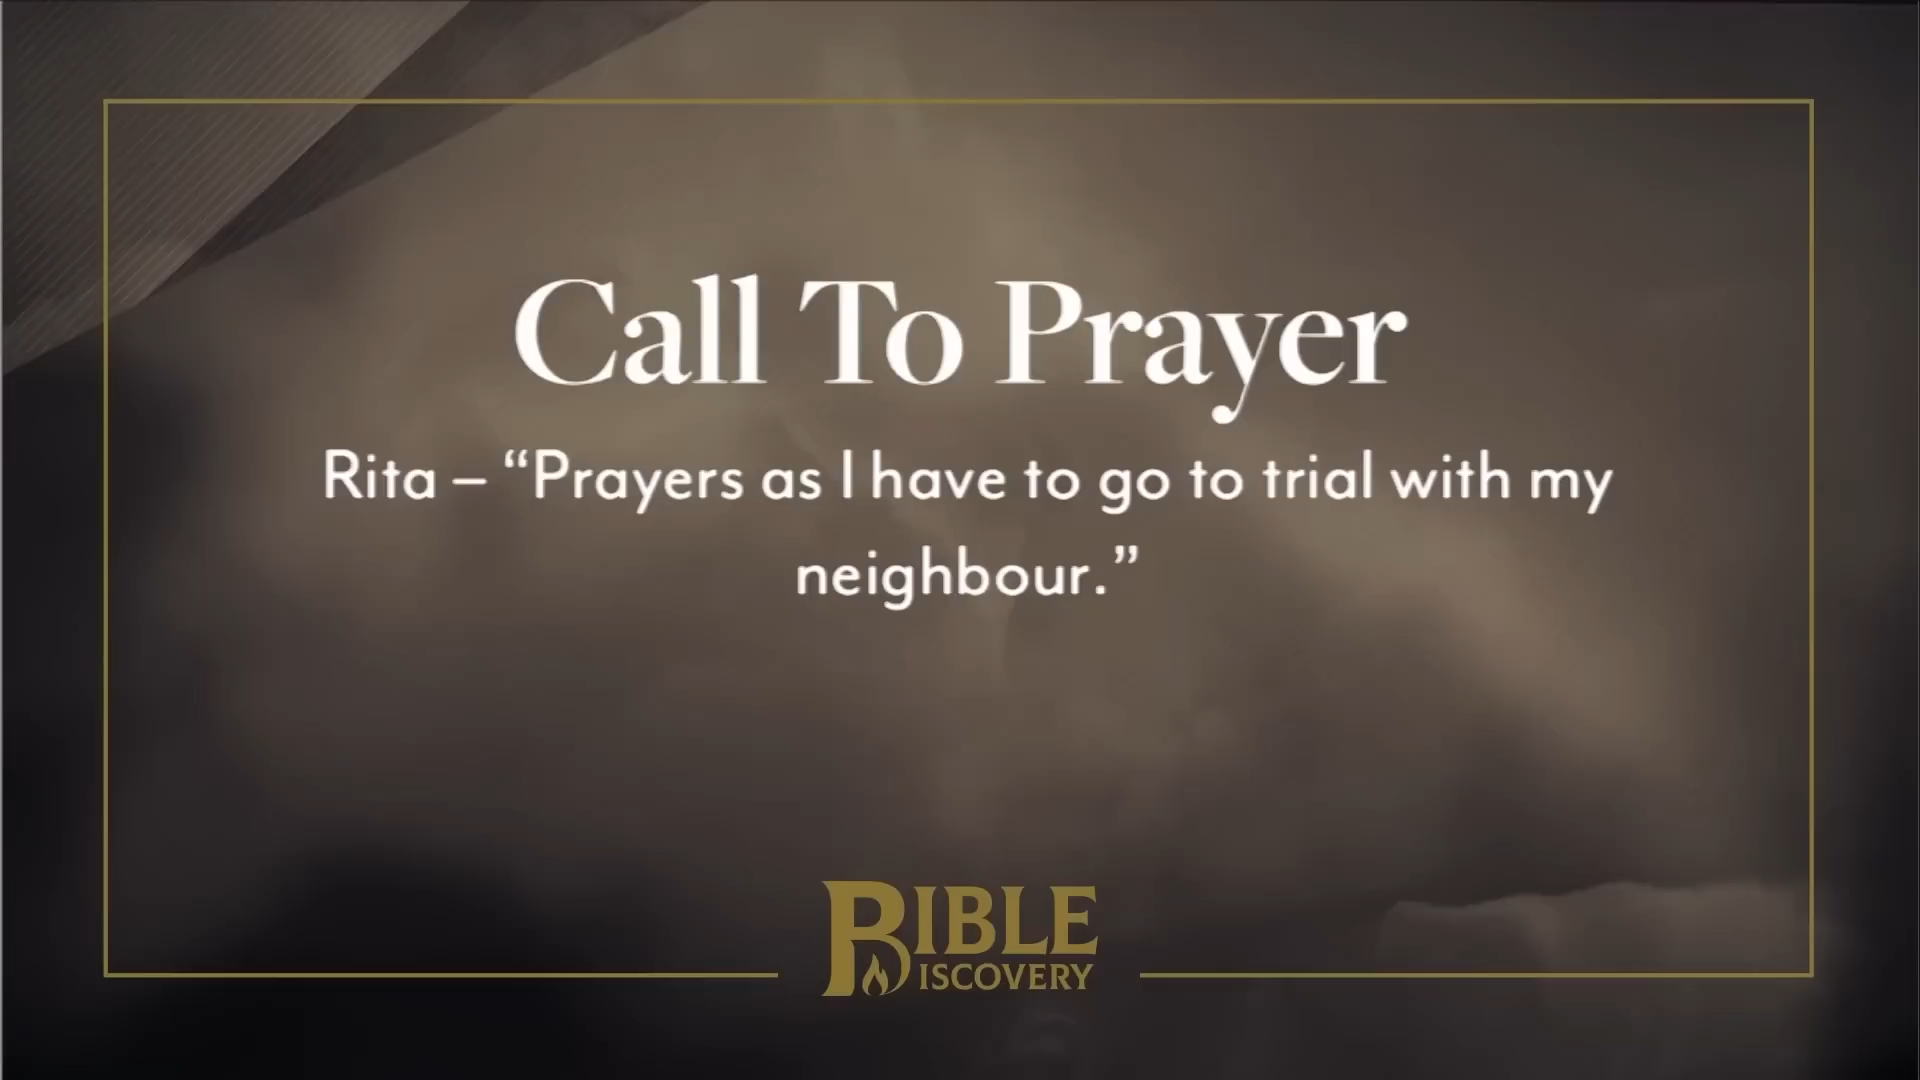 Call To Prayer
Rita – “Prayers as I have to go to trial with my
neighbour.”
BIBLE
DISCOVERY